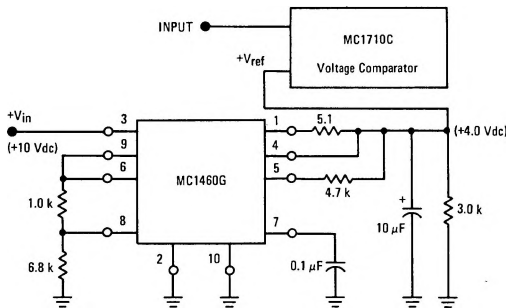 INPUT
MC1710C
Voltage Comparator
+Vref
+Vin
(+10 Vdc)
3
9
6
8
MC1460G
1
4
5
7
2
10
5.1
4.7 k
(+4.0 Vdc)
1.0 k
6.8 k
+
10 µF
0.1 µF
3.0 k